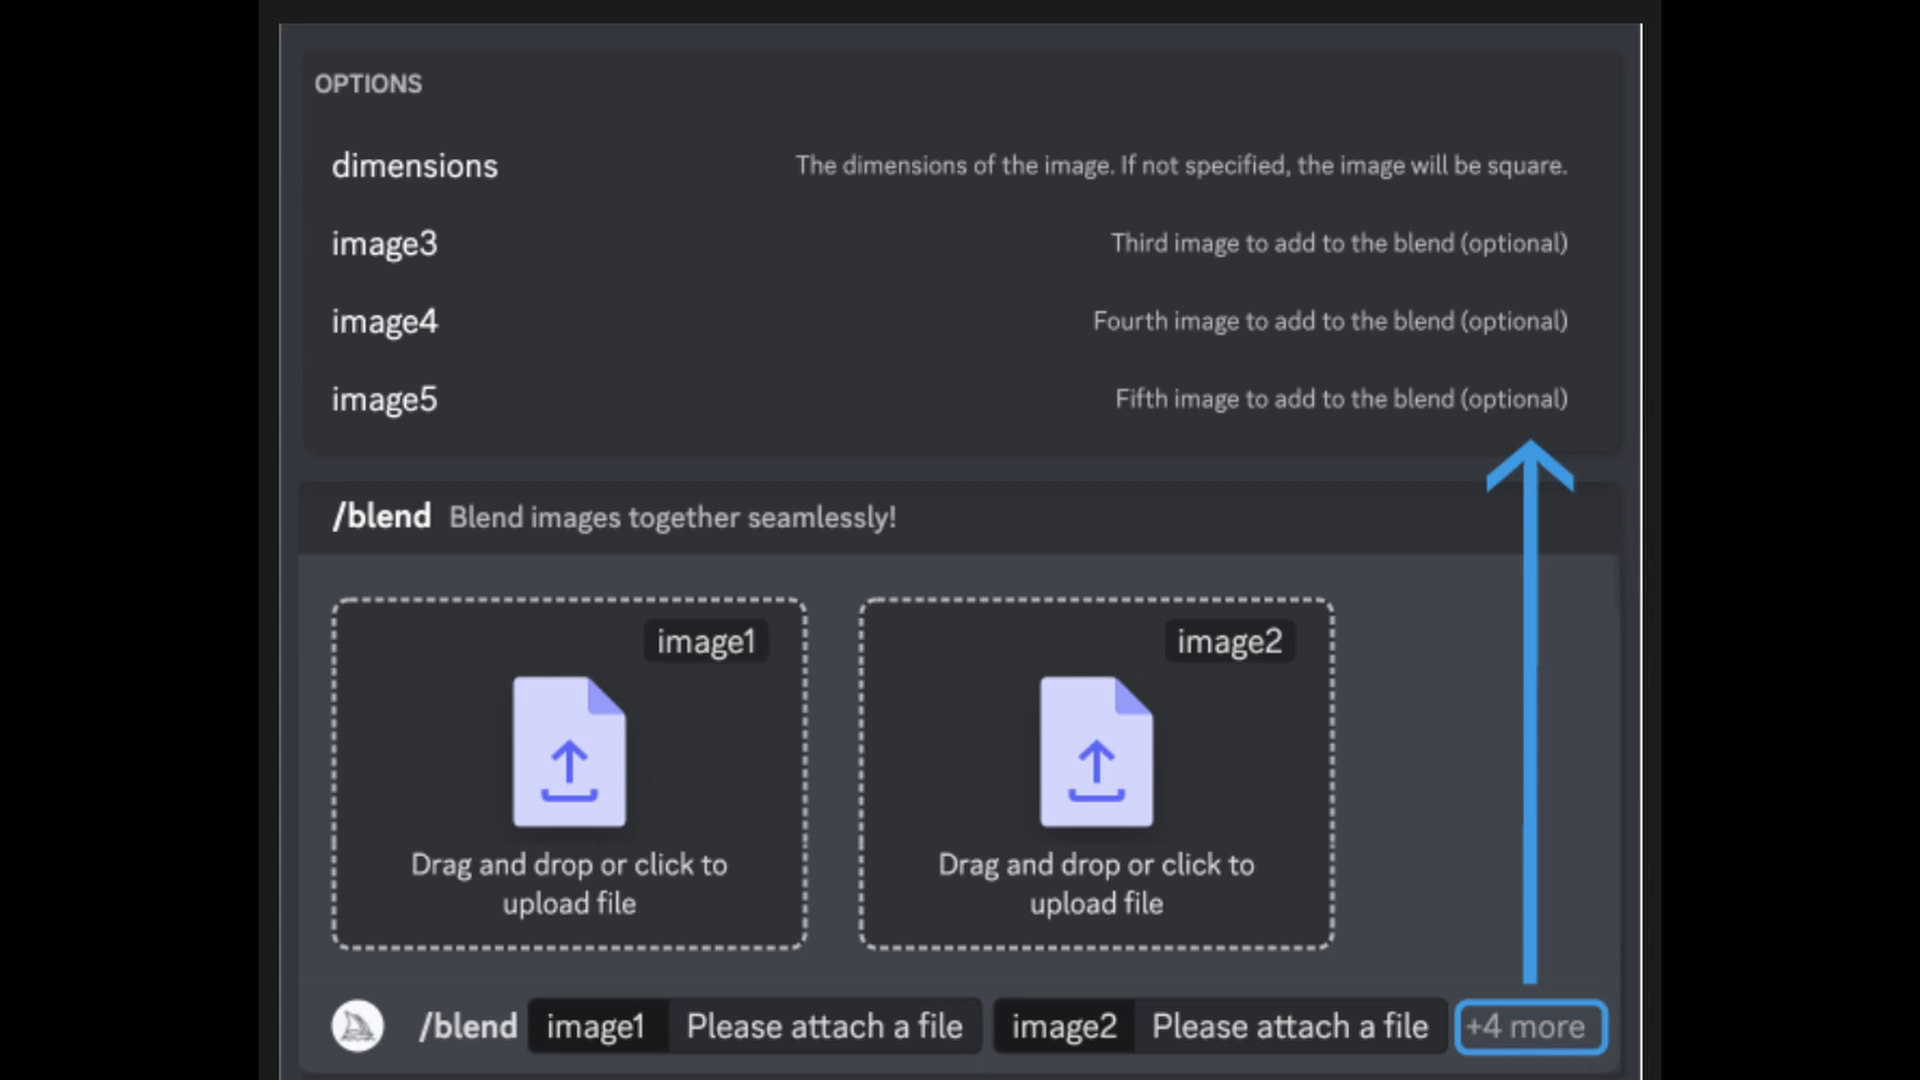 OPTIONS
dimensions The dimensions of the image. If not specified, the image will be square.
image3 Third image to add to the blend (optional)
image4 Fourth image to add to the blend (optional)
image5 Fifth image to add to the blend (optional)
/blend Blend images together seamlessly!
image1
image2
Drag and drop or click to
upload file
Drag and drop or click to
upload file
/blend image1 Please attach a file image2 Please attach a file +4 more